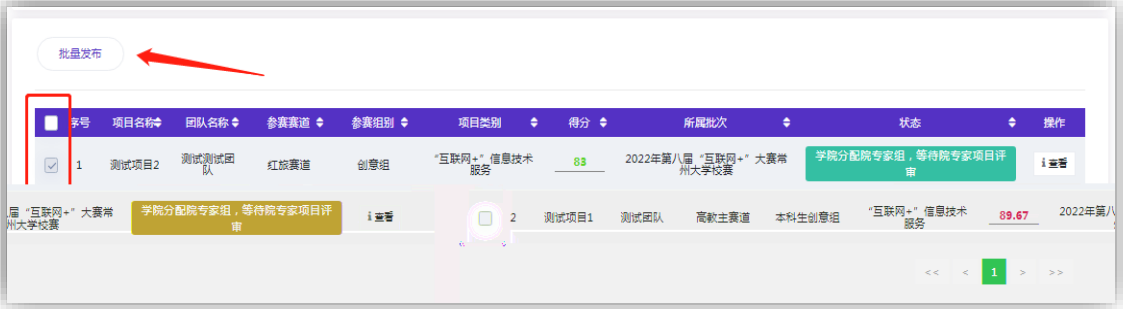 批量发布
序号 项目名称 团队名称 参赛赛道 参赛组别 项目类别 得分 所属批次 状态 操作
1 测试项目2 测试测试团队 红旅赛道 创意组 “互联网+”信息技术服务 83 2022年第八届“互联网+”大赛常州大学校赛 学院分配院专家组，等待院专家项目评审 i 查看
届“互联网+”大赛常州大学校赛 学院分配院专家组，等待院专家项目评审 i 查看 2 测试项目1 测试团队 高教主赛道 本科生创意组 “互联网+”信息技术服务 89.67 2022年第八
<< < 1 > >>